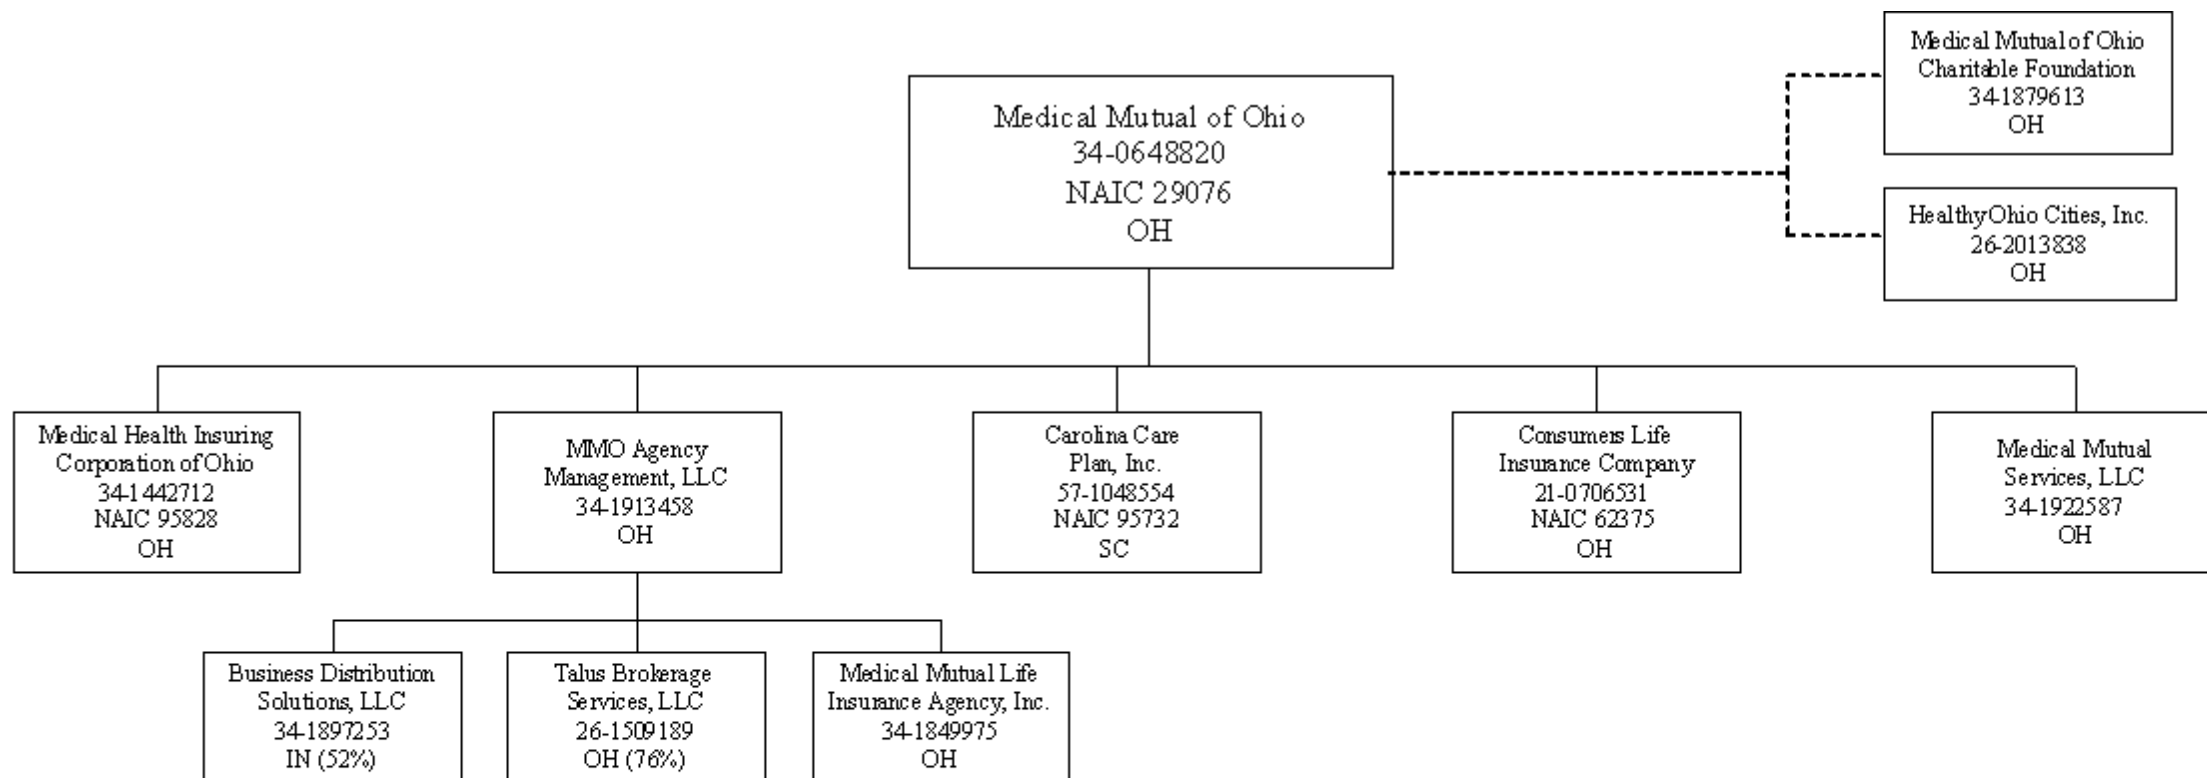 Medical Mutual of Ohio
Charitable Foundation
34-1879613
OH
Medical Mutual of Ohio
34-0648820
NAIC 29076
OH
HealthyOhio Cities, Inc.
26-2013838
OH
Medical Health Insuring
Corporation of Ohio
34-1442712
NAIC 95828
OH
MMO Agency
Management, LLC
34-1913458
OH
Carolina Care
Plan, Inc.
57-1048554
NAIC 95732
SC
Consumers Life
Insurance Company
21-0706531
NAIC 62375
OH
Medical Mutual
Services, LLC
34-1922587
OH
Business Distribution
Solutions, LLC
34-1897253
IN (52%)
Talus Brokerage
Services, LLC
26-1509189
OH (76%)
Medical Mutual Life
Insurance Agency, Inc.
34-1849975
OH